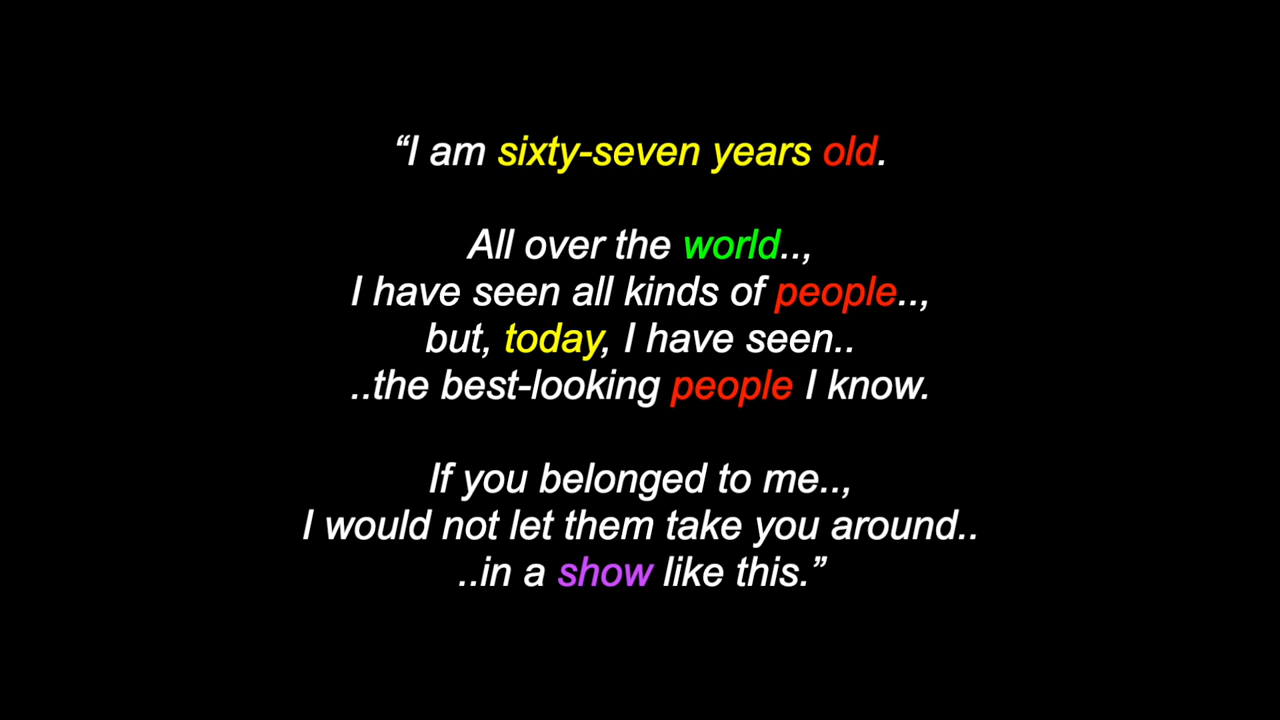 “I am sixty-seven years old.
All over the world..,
I have seen all kinds of people..,
but, today, I have seen..
..the best-looking people I know.
If you belonged to me..,
I would not let them take you around..
..in a show like this.”